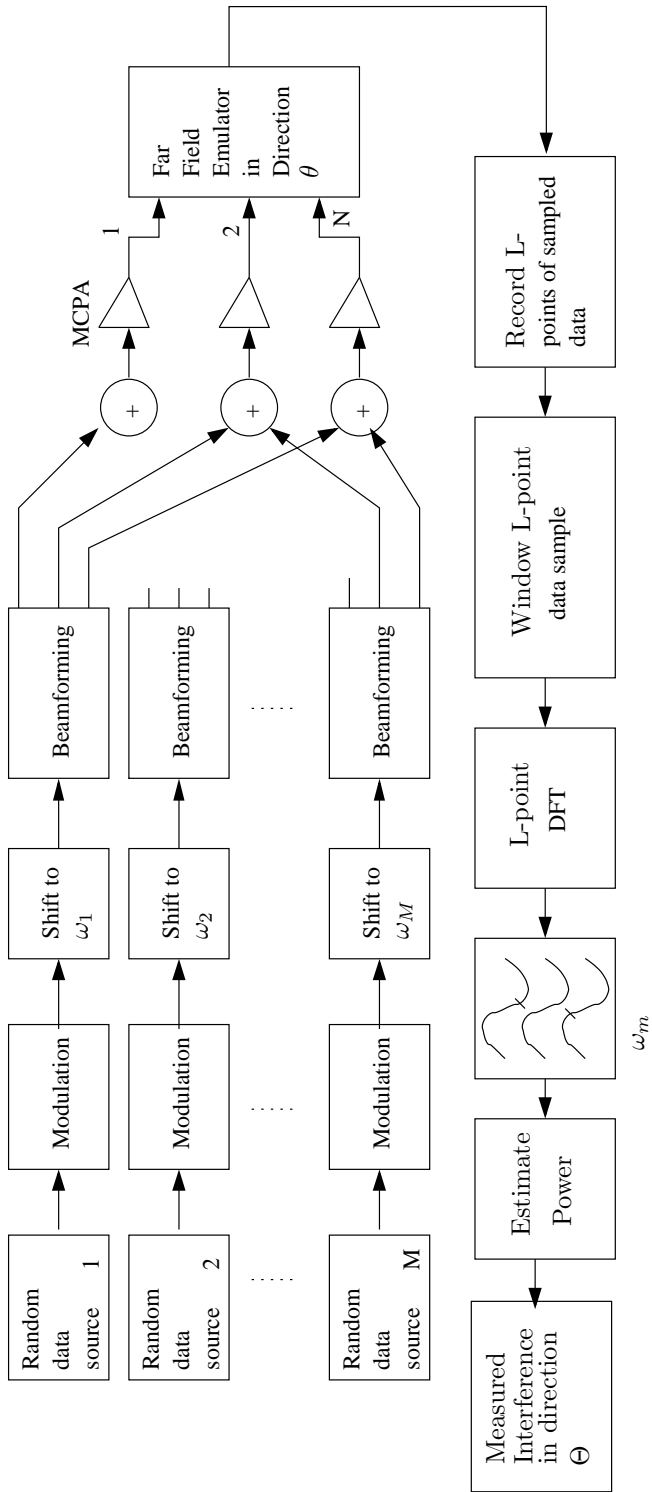 Random
data
source 1
Modulation
Shift to
ω1
Beamforming
Random
data
source 2
Modulation
Shift to
ω2
Beamforming
.....
.....
.....
Random
data
source M
Modulation
Shift to
ωM
Beamforming
+
+
+
MCPA
1
2
N
Far
Field
Emulator
in
Direction
θ
Record L-
points of sampled
data
Window L-point
data sample
L-point
DFT
ωm
Estimate
Power
Measured
Interference
in direction
Θ